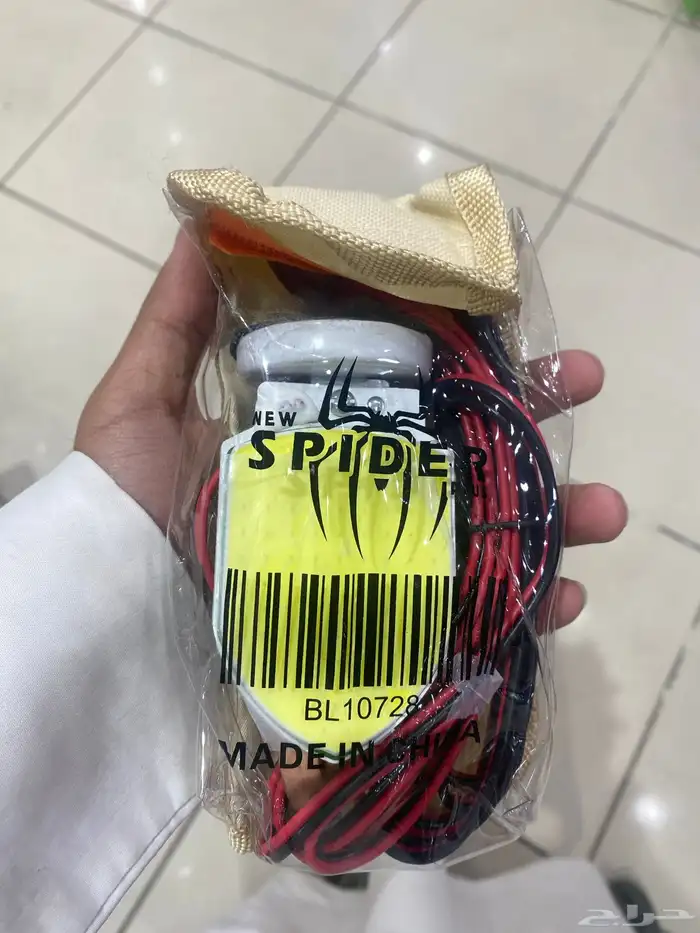 NEW
SPIDER
BL10728
MADE IN CHINA
حراج